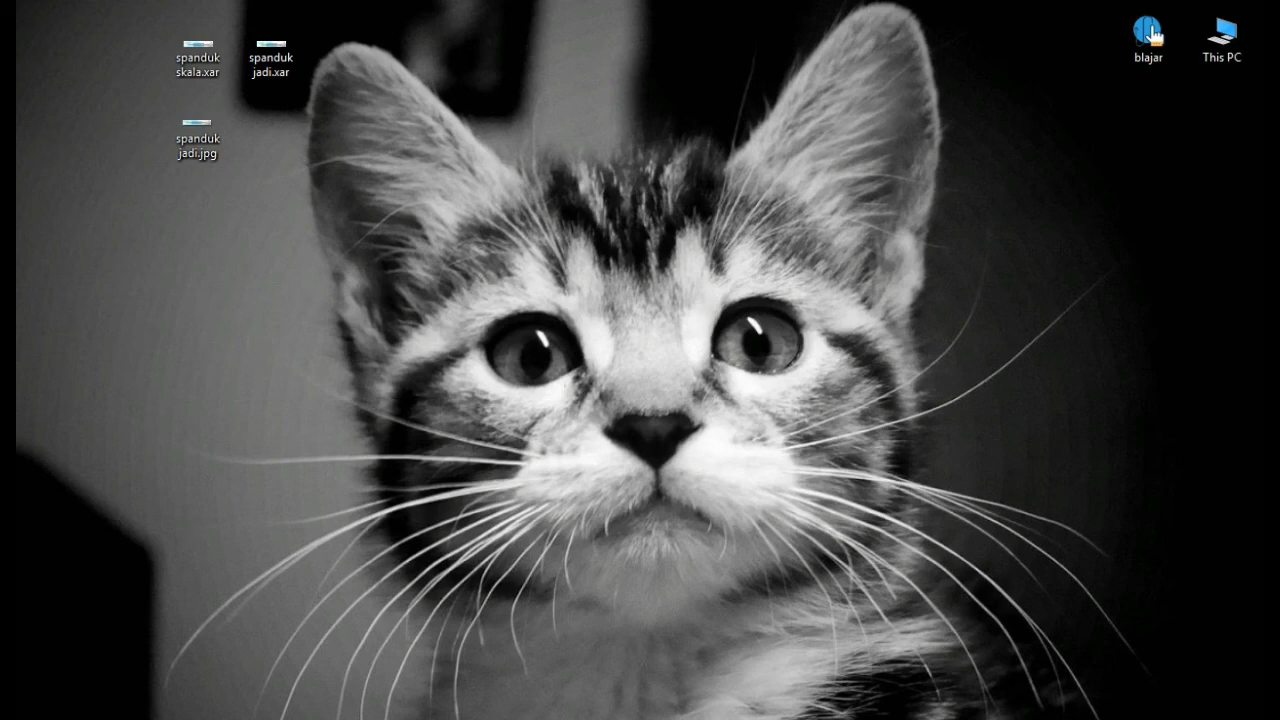 spanduk
skala.xar
spanduk
jadi.xar
blajar
This PC
spanduk
jadi.jpg